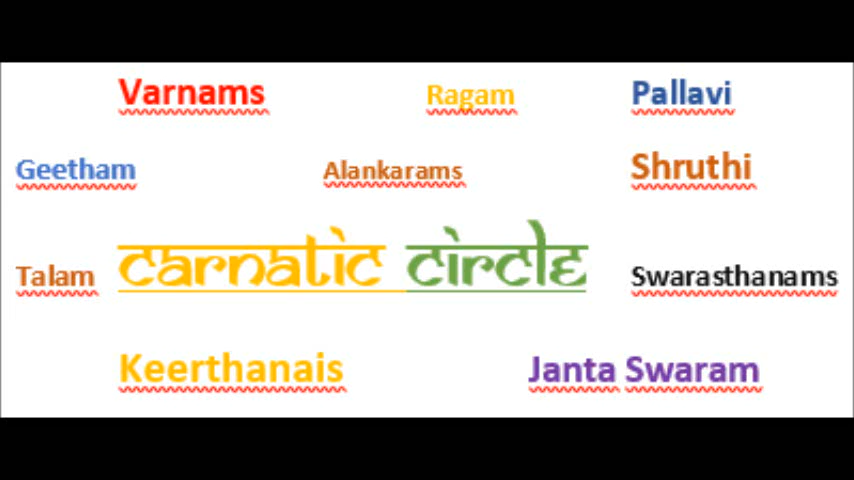 Varnams Ragam Pallavi
Geetham Alankarams Shruthi
Talam carnatic circle Swarasthanams
Keerthanais Janta Swaram